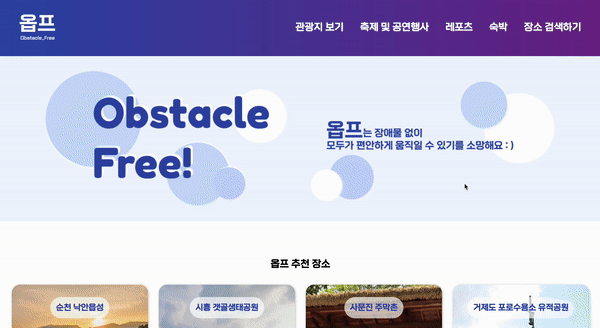 옵프
Obstacle_Free
관광지 보기
축제 및 공연행사
레포츠
숙박
장소 검색하기
Obstacle
Free!
옵프는 장애물 없이
모두가 편안하게 움직일 수 있기를 소망해요 : )
옵프 추천 장소
순천 낙안읍성
시흥 갯골생태공원
사문진 주막촌
거제도 포로수용소 유적공원